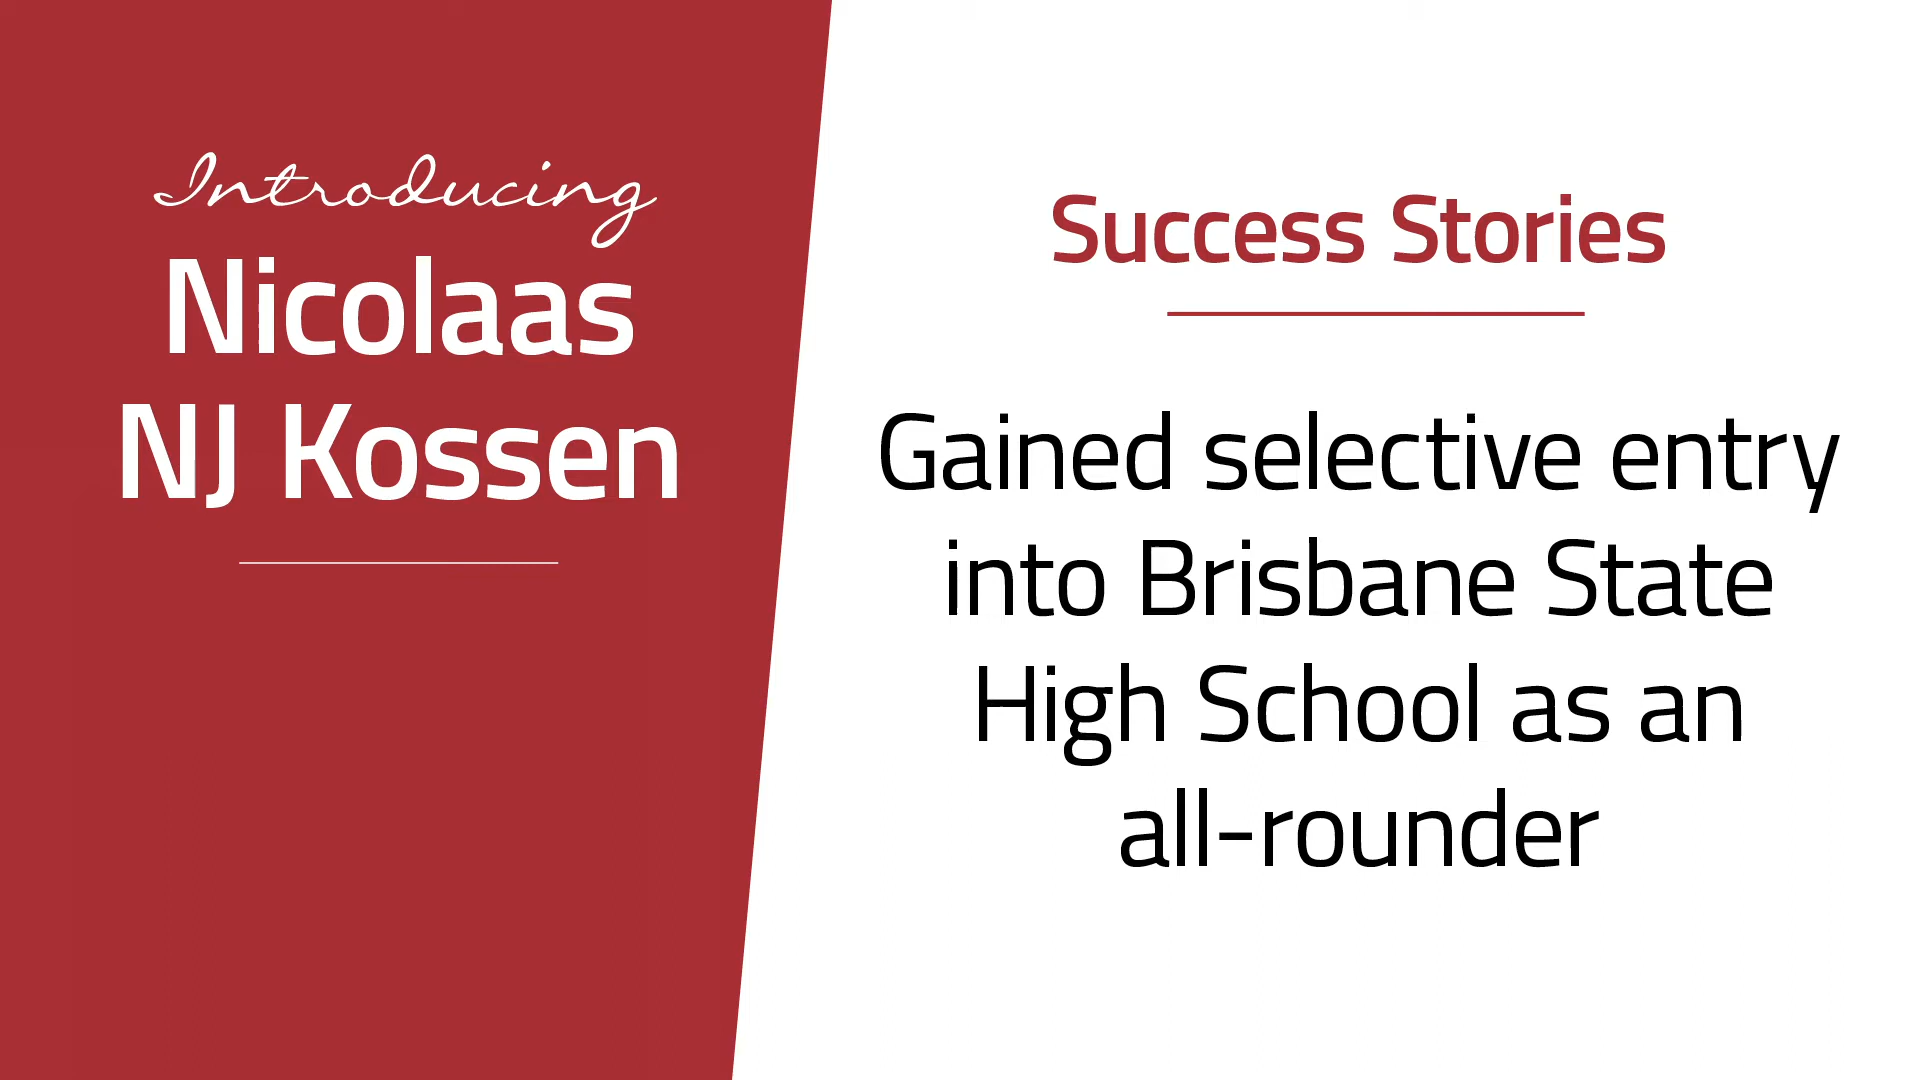 Introducing
Nicolaas
NJ Kossen
Success Stories
Gained selective entry
into Brisbane State
High School as an
all-rounder